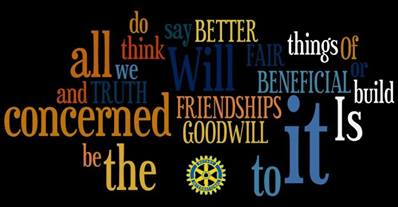 do say BETTER
all we think Will FAIR things Of
and TRUTH BENEFICIAL or build
concerned FRIENDSHIPS it Is
GOODWILL
be the to